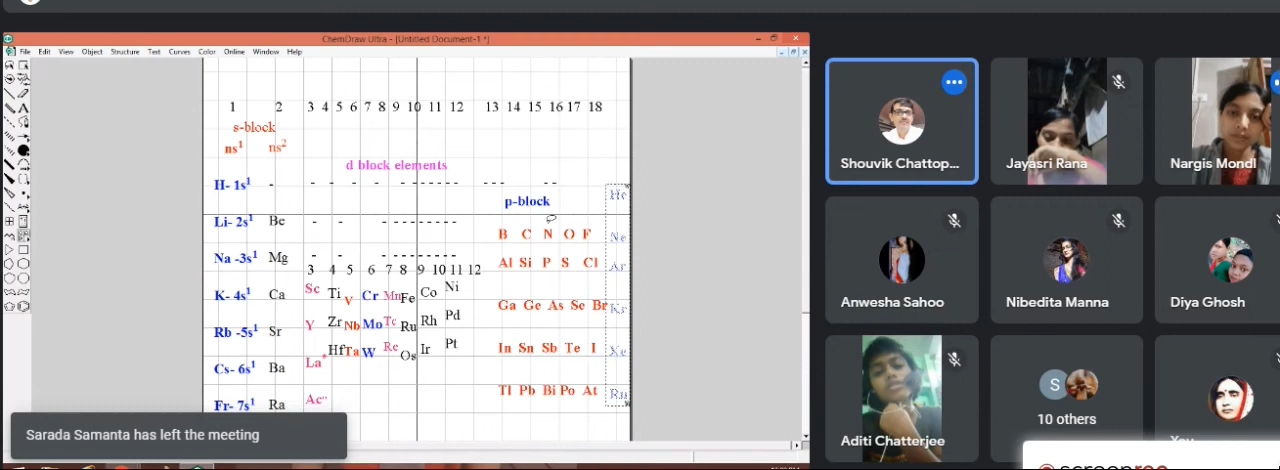 ChemDraw Ultra - [Untitled Document-1 *]
File Edit View Object Structure Text Curves Color Online Window Help
1 2 3 4 5 6 7 8 9 10 11 12 13 14 15 16 17 18
s-block
ns1 ns2
d block elements
H- 1s1 - - - - - - - - - - - - - - - - -
He
p-block
Li- 2s1 Be - - - - - - - - - -
B C N O F Ne
Na -3s1 Mg - - - - - - - - - -
Al Si P S Cl Ar
3 4 5 6 7 8 9 10 11 12
K- 4s1 Ca Sc Ti V Cr Mn Fe Co Ni
Ga Ge As Se Br Kr
Rb -5s1 Sr Y Zr Nb Mo Tc Ru Rh Pd
In Sn Sb Te I Xe
Cs- 6s1 Ba La* Hf Ta W Re Os Ir Pt
Tl Pb Bi Po At Rn
Fr- 7s1 Ra Ac**
Sarada Samanta has left the meeting
Shouvik Chattop...
Jayasri Rana
Nargis Mondl
Anwesha Sahoo
Nibedita Manna
Diya Ghosh
Aditi Chatterjee
S
10 others
You